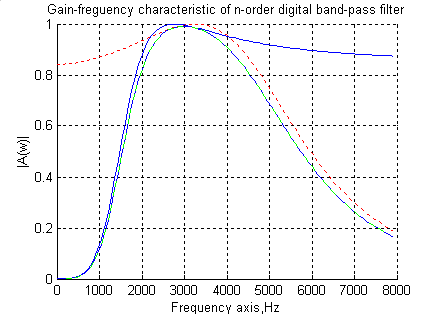 Gain-freguency characteristic of n-order digital band-pass filter
1
0.8
0.6
0.4
0.2
0
|A(w)|
0 1000 2000 3000 4000 5000 6000 7000 8000
Frequency axis,Hz